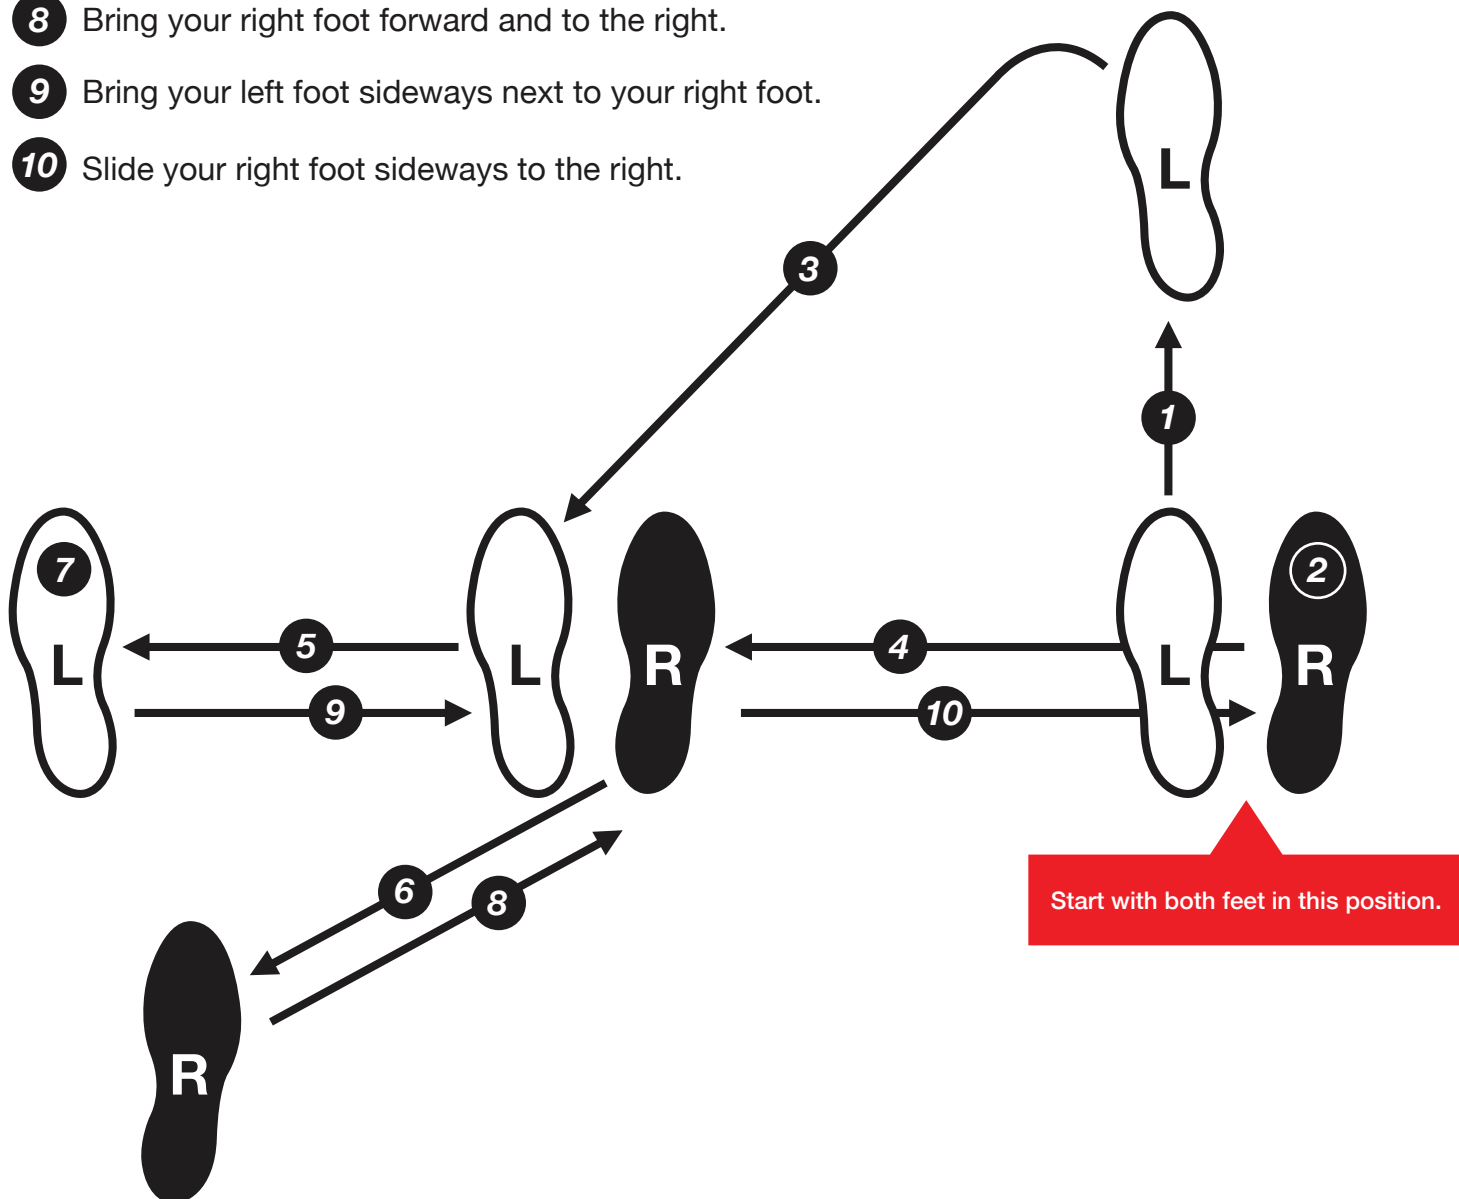 8 Bring your right foot forward and to the right.
9 Bring your left foot sideways next to your right foot.
10 Slide your right foot sideways to the right.
L
3
1
7
2
5
4
L
L
R
L
R
9
10
6
8
Start with both feet in this position.
R